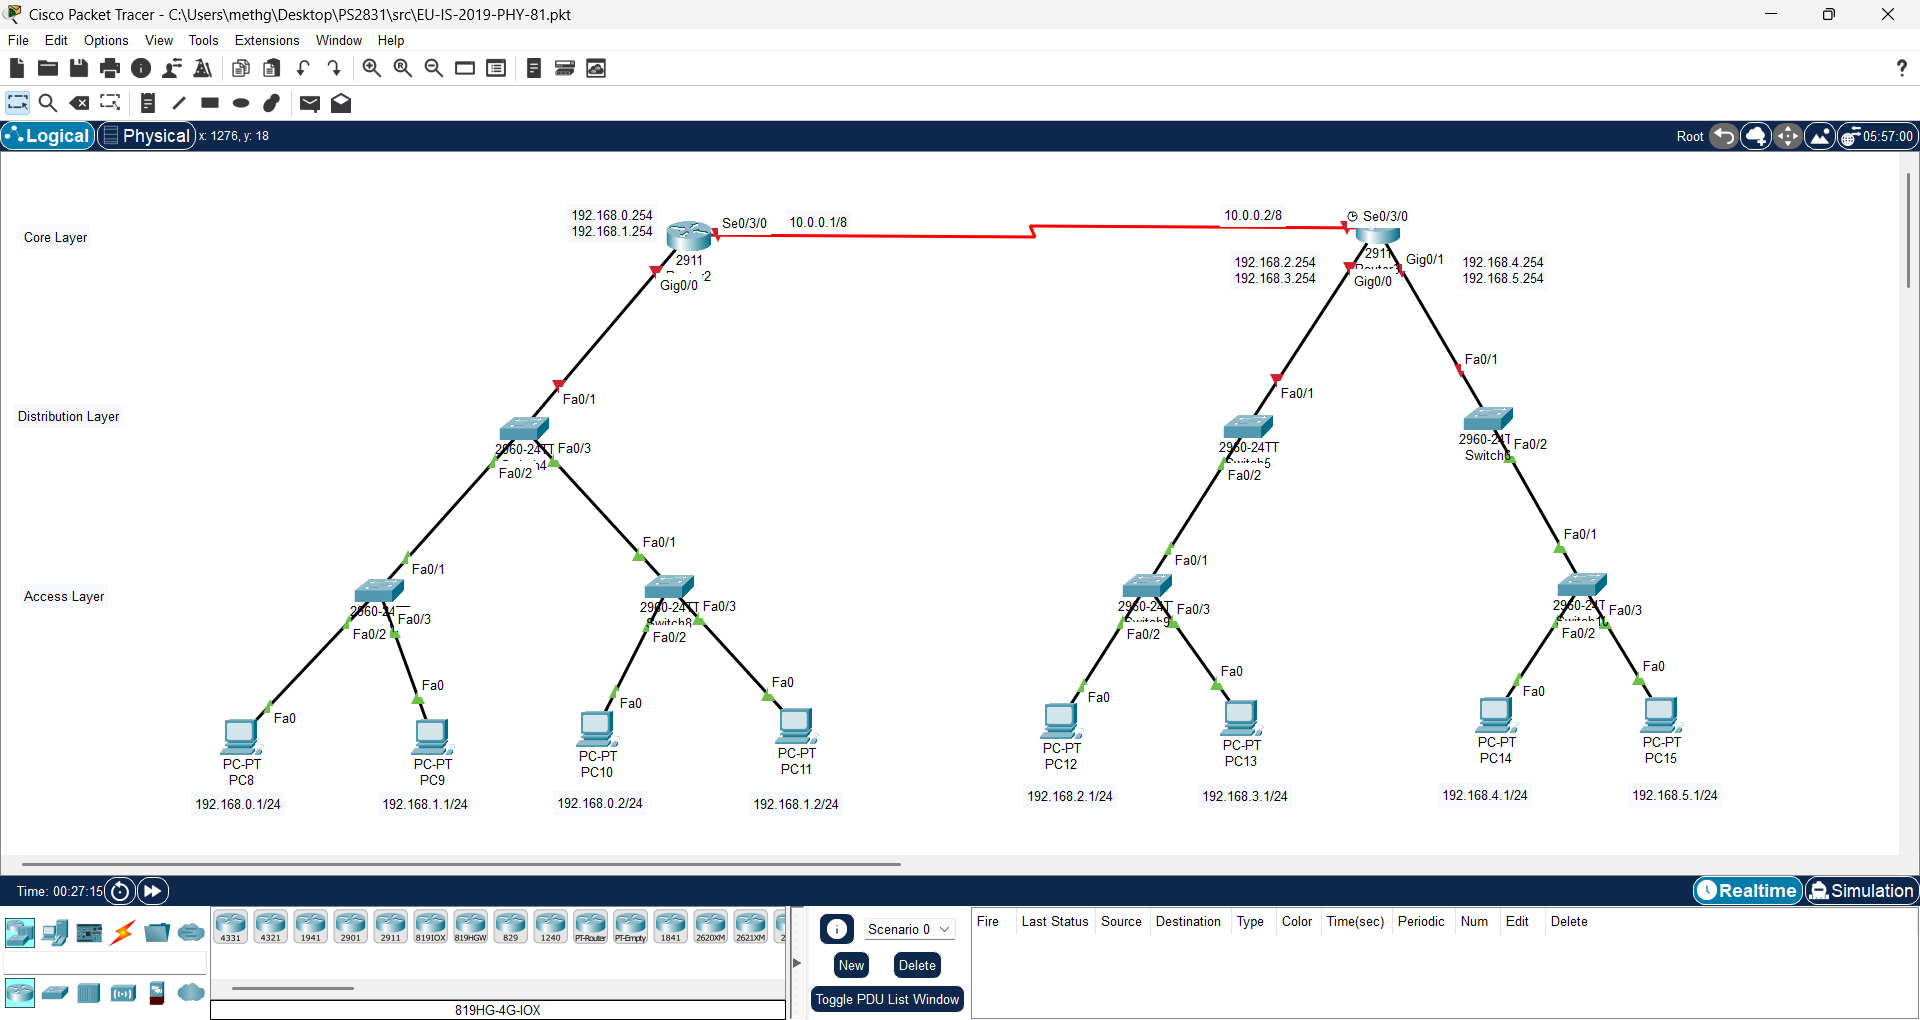 Cisco Packet Tracer - C:\Users\methg\Desktop\PS2831\src\EU-IS-2019-PHY-81.pkt
File Edit Options View Tools Extensions Window Help
?
Logical Physical x: 1276, y: 18
Root 05:57:00
Core Layer
192.168.0.254
192.168.1.254
Se0/3/0
10.0.0.1/8
2911
Gig0/0
10.0.0.2/8
Se0/3/0
192.168.2.254
192.168.3.254
2911
Gig0/1
Gig0/0
192.168.4.254
192.168.5.254
Distribution Layer
Fa0/1
2960-24TT
Fa0/3
Fa0/2
Fa0/1
2960-24TT
Switch5
Fa0/2
Fa0/1
2960-24T
Switch6
Fa0/2
Access Layer
Fa0/1
2960-24
Fa0/3
Fa0/2
Fa0/1
2960-24TT
Switch8
Fa0/3
Fa0/2
Fa0/1
2960-24T
Switch9
Fa0/3
Fa0/2
Fa0/1
2960-24T
Switch10
Fa0/3
Fa0/2
Fa0
PC-PT
PC8
192.168.0.1/24
Fa0
PC-PT
PC9
192.168.1.1/24
Fa0
PC-PT
PC10
192.168.0.2/24
Fa0
PC-PT
PC11
192.168.1.2/24
Fa0
PC-PT
PC12
192.168.2.1/24
Fa0
PC-PT
PC13
192.168.3.1/24
Fa0
PC-PT
PC14
192.168.4.1/24
Fa0
PC-PT
PC15
192.168.5.1/24
Time: 00:27:15
Realtime Simulation
4331 4321 1941 2901 2911 819IOX 819HGW 829 1240 PT-Router PT-Empty 1841 2620XM 2621XM 2
819HG-4G-IOX
Scenario 0
New Delete
Toggle PDU List Window
Fire Last Status Source Destination Type Color Time(sec) Periodic Num Edit Delete